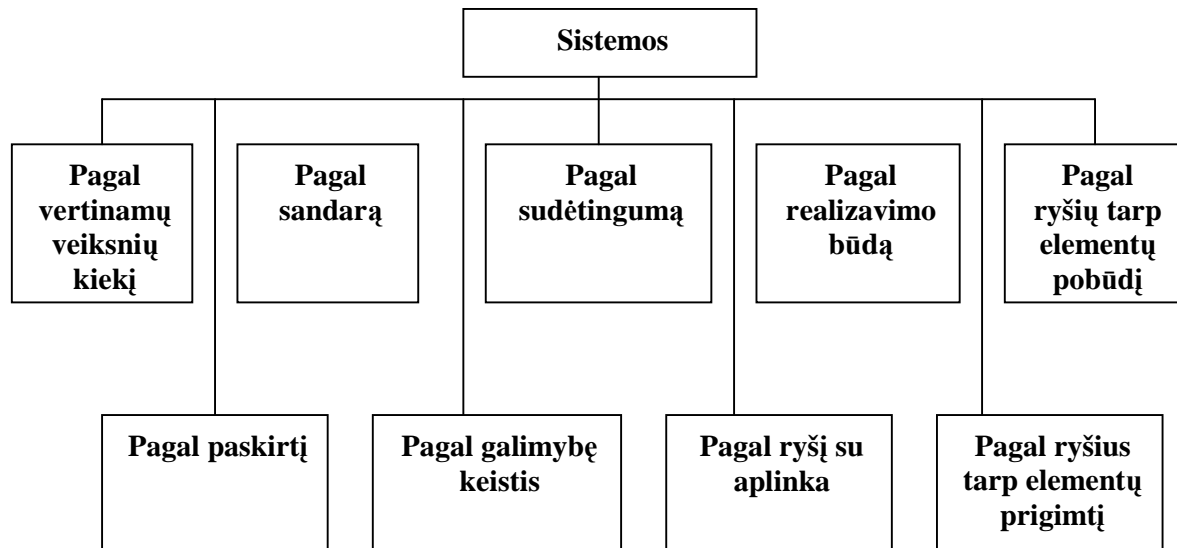 Sistemos
Pagal
vertinamų
veiksnių
kiekį
Pagal
sandarą
Pagal
sudėtingumą
Pagal
realizavimo
būdą
Pagal
ryšių tarp
elementų
pobūdį
Pagal paskirtį
Pagal galimybę
keistis
Pagal ryšį su
aplinka
Pagal ryšius
tarp elementų
prigimtį